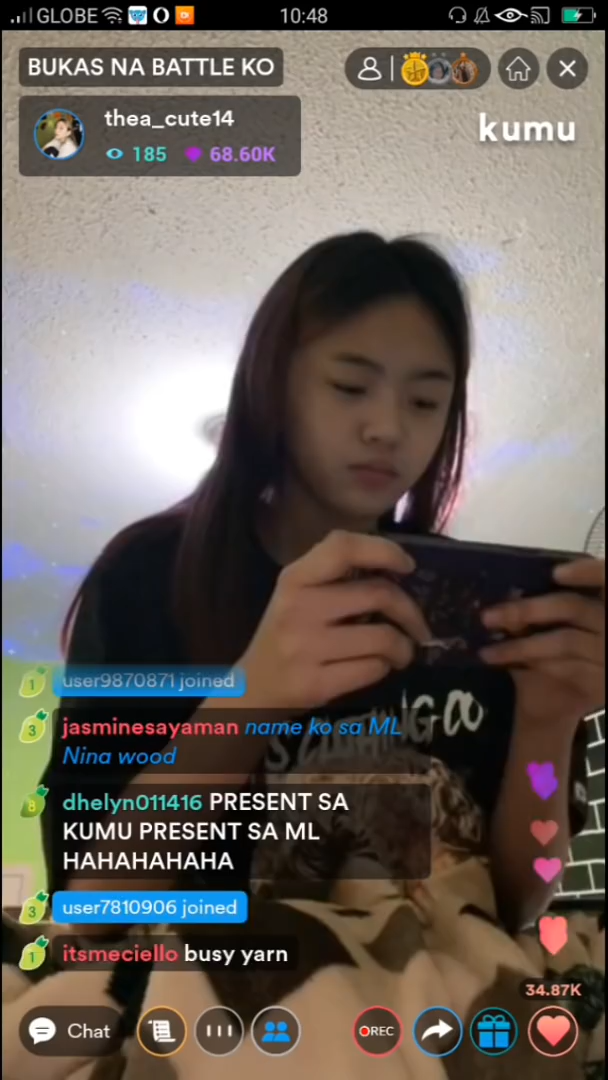 GLOBE
10:48
BUKAS NA BATTLE KO
thea_cute14
185 68.60K
kumu
1 user9870871 joined
3 jasminesayaman name ko sa ML
Nina wood
8 dhelyn011416 PRESENT SA
KUMU PRESENT SA ML
HAHAHAHAHA
3 user7810906 joined
1 itsmeciello busy yarn
34.87K
Chat
REC